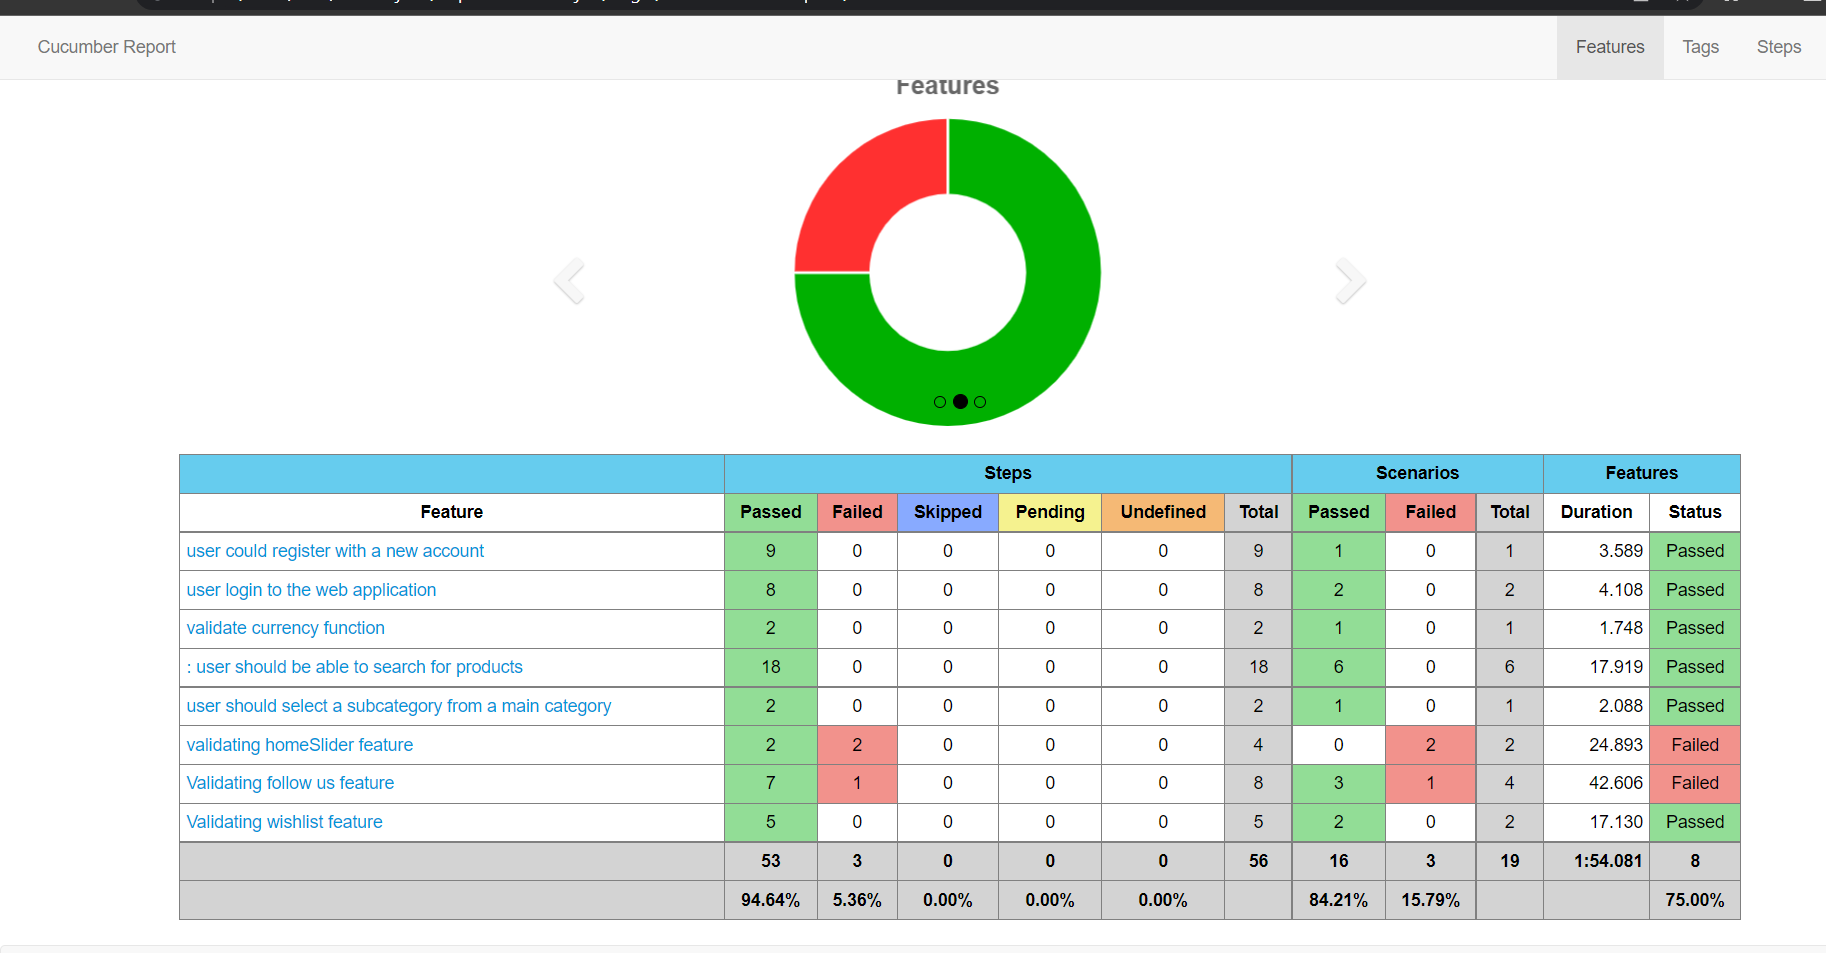 Cucumber Report Features Tags Steps
Features
Steps Scenarios Features
Feature Passed Failed Skipped Pending Undefined Total Passed Failed Total Duration Status
user could register with a new account 9 0 0 0 0 9 1 0 1 3.589 Passed
user login to the web application 8 0 0 0 0 8 2 0 2 4.108 Passed
validate currency function 2 0 0 0 0 2 1 0 1 1.748 Passed
: user should be able to search for products 18 0 0 0 0 18 6 0 6 17.919 Passed
user should select a subcategory from a main category 2 0 0 0 0 2 1 0 1 2.088 Passed
validating homeSlider feature 2 2 0 0 0 4 0 2 2 24.893 Failed
Validating follow us feature 7 1 0 0 0 8 3 1 4 42.606 Failed
Validating wishlist feature 5 0 0 0 0 5 2 0 2 17.130 Passed
53 3 0 0 0 56 16 3 19 1:54.081 8
94.64% 5.36% 0.00% 0.00% 0.00% 84.21% 15.79% 75.00%